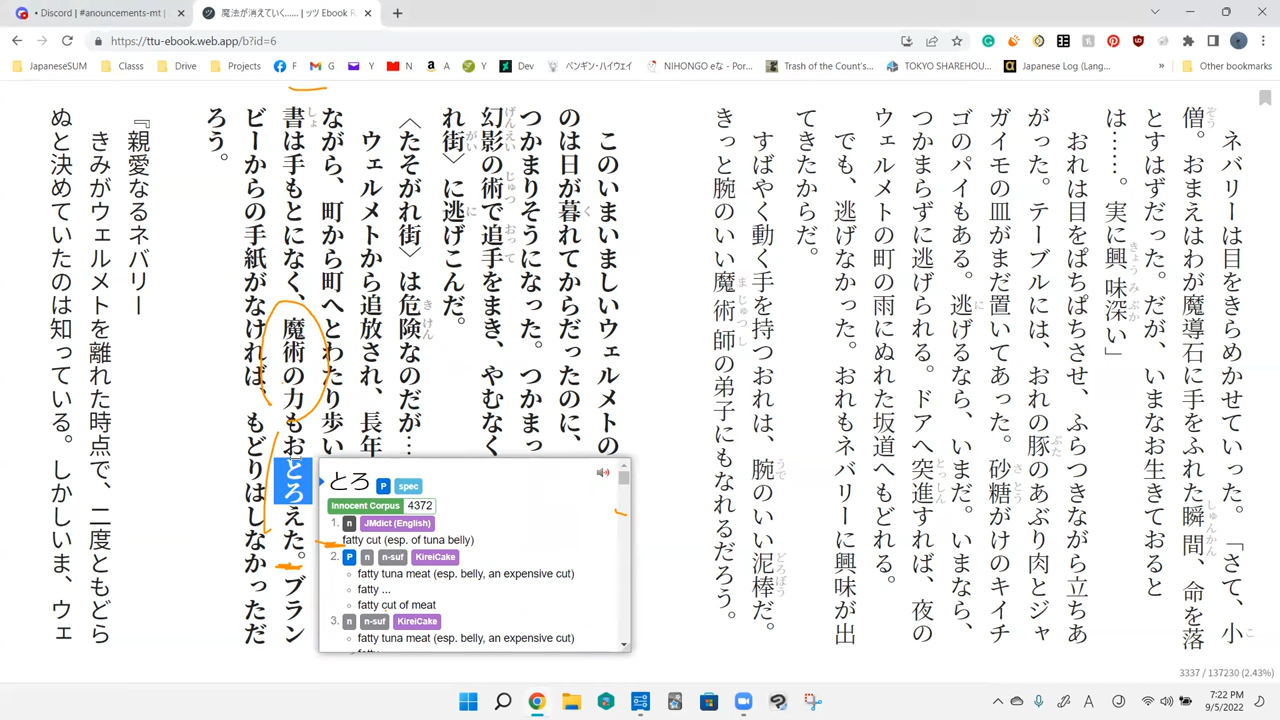 • Discord | #anouncements-mt |
魔法が消えていく…… | ッツ Ebook R
https://ttu-ebook.web.app/b?id=6
JapaneseSUM
Classs
Drive
Projects
F
G
Y
N
A
Y
Dev
ペンギン・ハイウェイ
NIHONGO eな - Por...
Trash of the Count's...
TOKYO SHAREHOU...
Japanese Log (Lang...
»
Other bookmarks
ネバリーは目をきらめかせていった。「さて、小
僧。おまえはわが魔導石に手をふれた瞬間、命を落
とすはずだった。だが、いまなお生きておると
は……。実に興味深い」
おれは目をぱちぱちさせ、ふらつきながら立ちあ
がった。テーブルには、おれの豚のあぶり肉とジャ
ガイモの皿がまだ置いてあった。砂糖がけのキイチ
ゴのパイもある。逃げるなら、いまだ。いまなら、
つかまらずに逃げられる。ドアへ突進すれば、夜の
ウェルメトの町の雨にぬれた坂道へもどれる。
でも、逃げなかった。おれもネバリーに興味が出
てきたからだ。
すばやく動く手を持つおれは、腕のいい泥棒だ。
きっと腕のいい魔術師の弟子にもなれるだろう。
このいまいましいウェルメトの
のは日が暮れてからだったのに、
つかまりそうになった。つかまっ
幻影の術で追手をまき、やむなく
れ街〉に逃げこんだ。
〈たそがれ街〉は危険なのだが…
ウェルメトから追放され、長年
ながら、町から町へとわたり歩い
書は手もとになく、魔術の力もおとろえた。ブラン
ビーからの手紙がなければ、もどりはしなかっただ
ろう。
『親愛なるネバリー
きみがウェルメトを離れた時点で、二度ともどら
ぬと決めていたのは知っている。しかしいま、ウェ
とろ P spec
Innocent Corpus 4372
1. n JMdict (English)
fatty cut (esp. of tuna belly)
2. P n n-suf KireiCake
fatty tuna meat (esp. belly, an expensive cut)
fatty ...
fatty cut of meat
3. n n-suf KireiCake
fatty tuna meat (esp. belly, an expensive cut)
3337 / 137230 (2.43%)
7:22 PM
9/5/2022